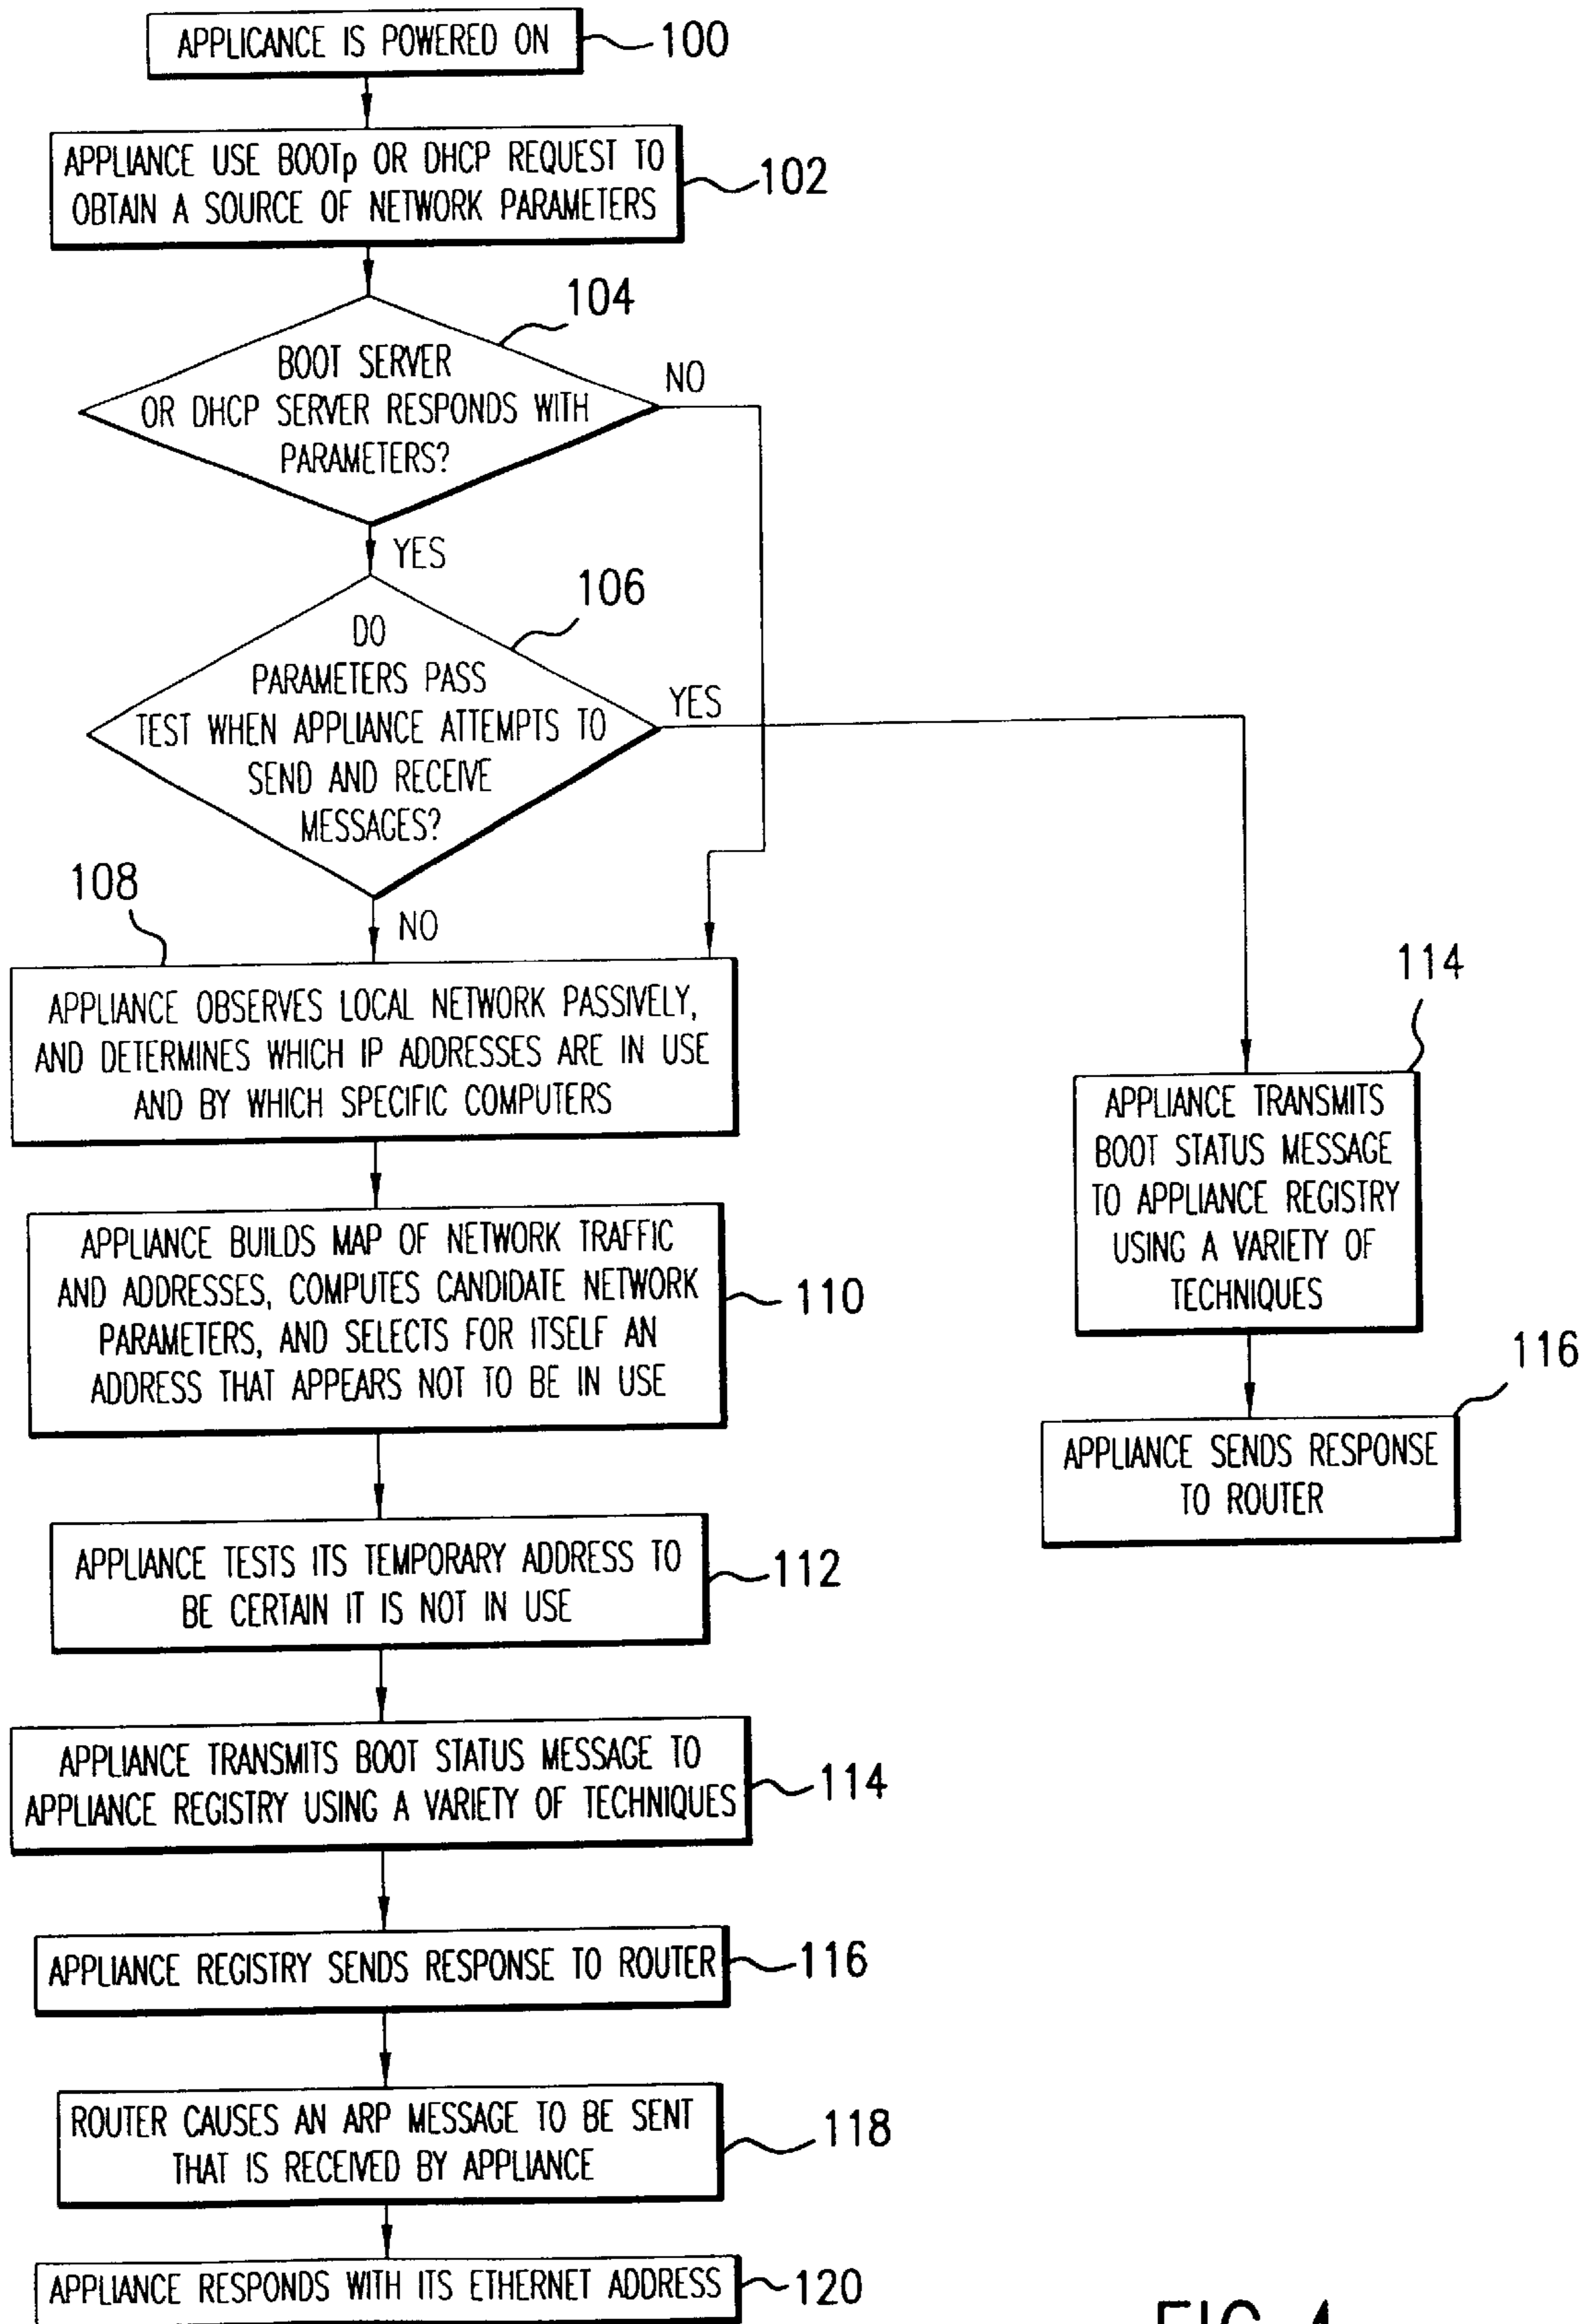 APPLICANCE IS POWERED ON
100
APPLIANCE USE BOOTp OR DHCP REQUEST TO
OBTAIN A SOURCE OF NETWORK PARAMETERS
102
104
BOOT SERVER
OR DHCP SERVER RESPONDS WITH
PARAMETERS?
NO
YES
106
DO
PARAMETERS PASS
TEST WHEN APPLIANCE ATTEMPTS TO
SEND AND RECEIVE
MESSAGES?
YES
NO
108
APPLIANCE OBSERVES LOCAL NETWORK PASSIVELY,
AND DETERMINES WHICH IP ADDRESSES ARE IN USE
AND BY WHICH SPECIFIC COMPUTERS
APPLIANCE BUILDS MAP OF NETWORK TRAFFIC
AND ADDRESSES, COMPUTES CANDIDATE NETWORK
PARAMETERS, AND SELECTS FOR ITSELF AN
ADDRESS THAT APPEARS NOT TO BE IN USE
110
APPLIANCE TESTS ITS TEMPORARY ADDRESS TO
BE CERTAIN IT IS NOT IN USE
112
APPLIANCE TRANSMITS BOOT STATUS MESSAGE TO
APPLIANCE REGISTRY USING A VARIETY OF TECHNIQUES
114
APPLIANCE REGISTRY SENDS RESPONSE TO ROUTER
116
ROUTER CAUSES AN ARP MESSAGE TO BE SENT
THAT IS RECEIVED BY APPLIANCE
118
APPLIANCE RESPONDS WITH ITS ETHERNET ADDRESS
120
114
APPLIANCE TRANSMITS
BOOT STATUS MESSAGE
TO APPLIANCE REGISTRY
USING A VARIETY OF
TECHNIQUES
116
APPLIANCE SENDS RESPONSE
TO ROUTER